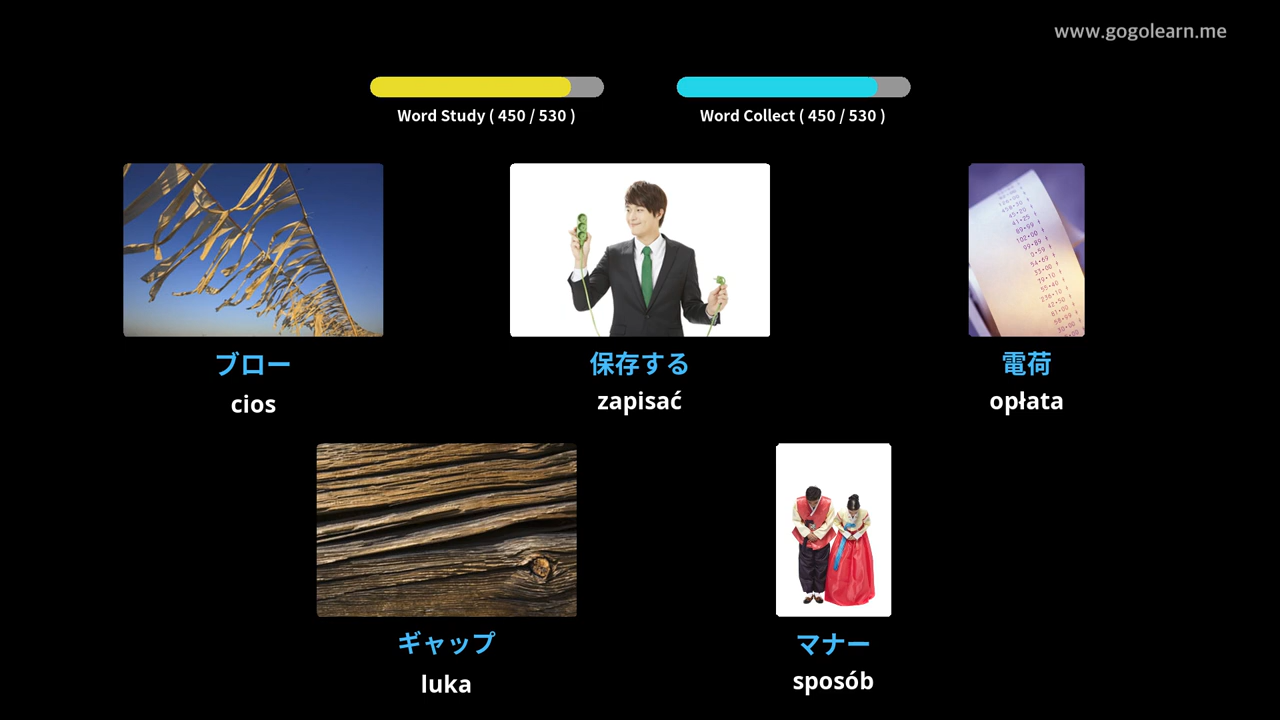 www.gogolearn.me
Word Study ( 450 / 530 )
Word Collect ( 450 / 530 )
ブロー
cios
保存する
zapisać
電荷
opłata
ギャップ
luka
マナー
sposób